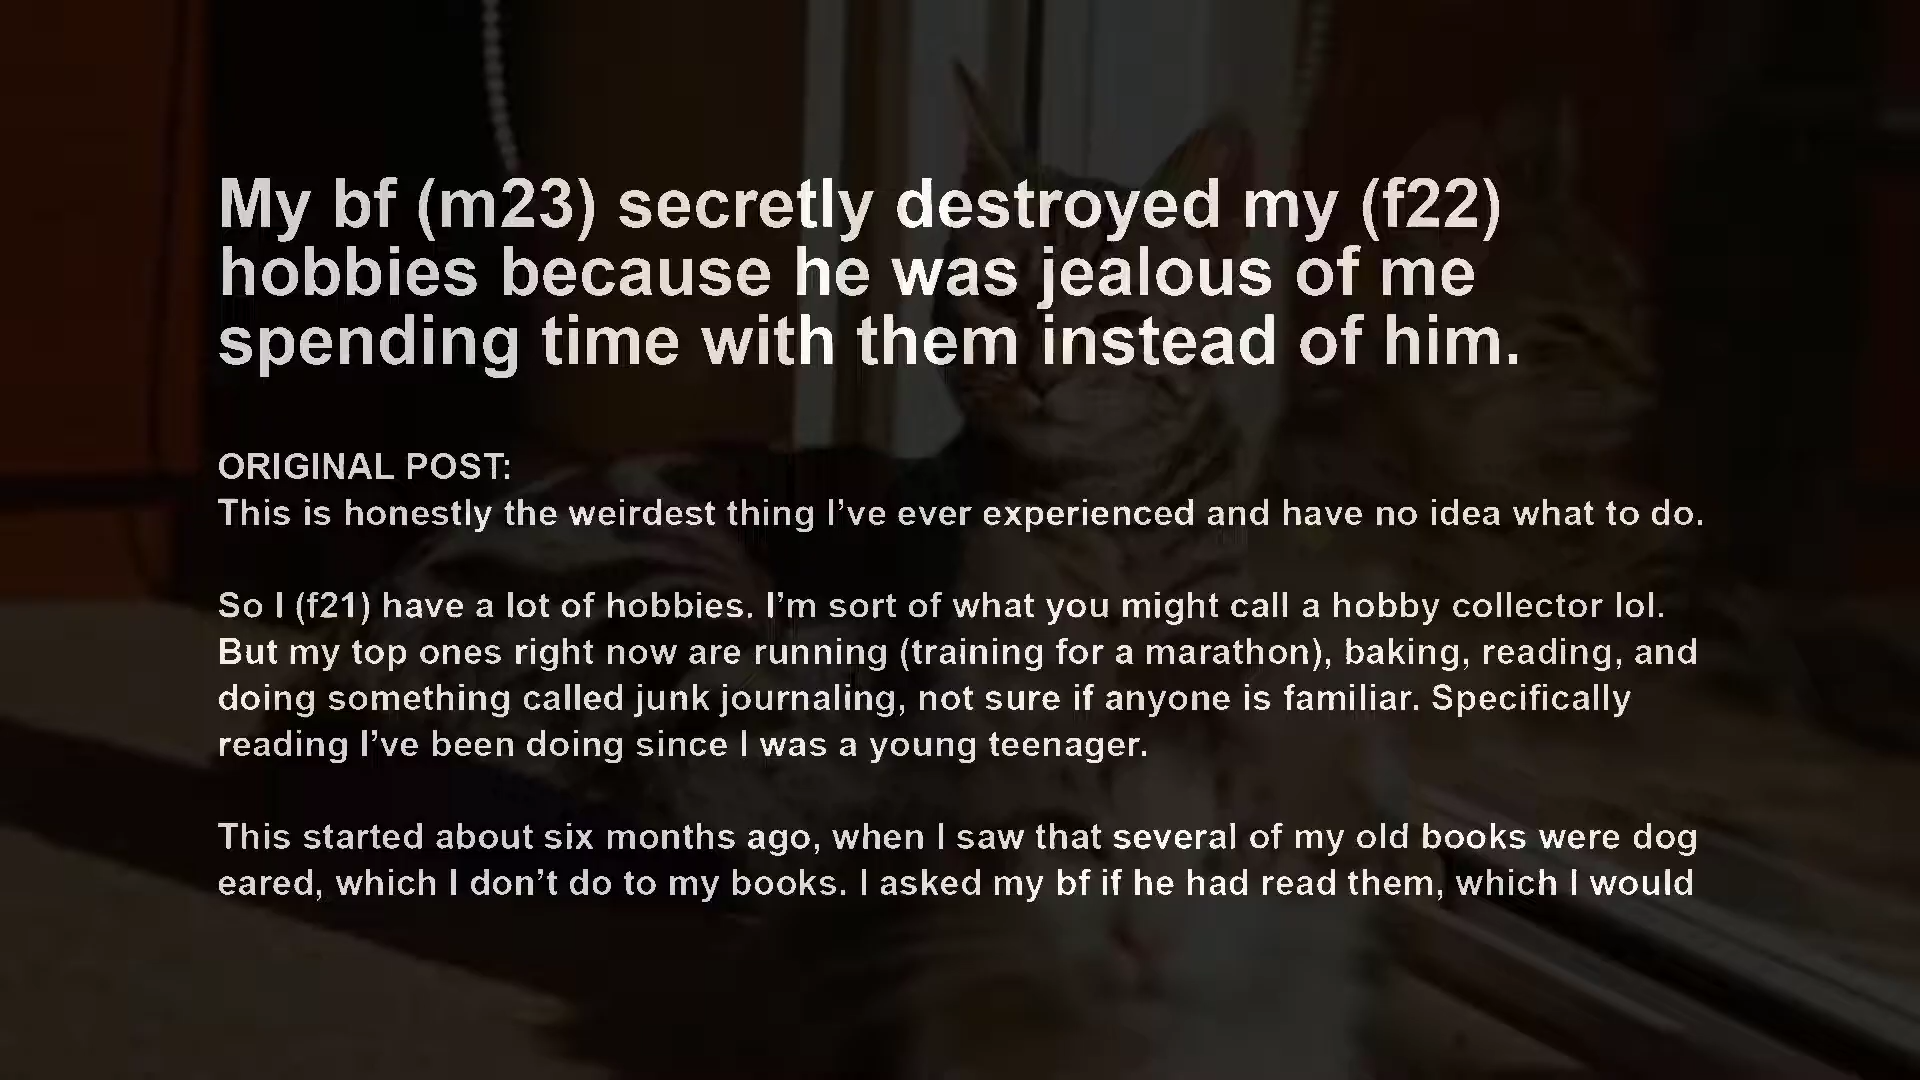 My bf (m23) secretly destroyed my (f22)
hobbies because he was jealous of me
spending time with them instead of him.
ORIGINAL POST:
This is honestly the weirdest thing I’ve ever experienced and have no idea what to do.
So I (f21) have a lot of hobbies. I’m sort of what you might call a hobby collector lol.
But my top ones right now are running (training for a marathon), baking, reading, and
doing something called junk journaling, not sure if anyone is familiar. Specifically
reading I’ve been doing since I was a young teenager.
This started about six months ago, when I saw that several of my old books were dog
eared, which I don’t do to my books. I asked my bf if he had read them, which I would